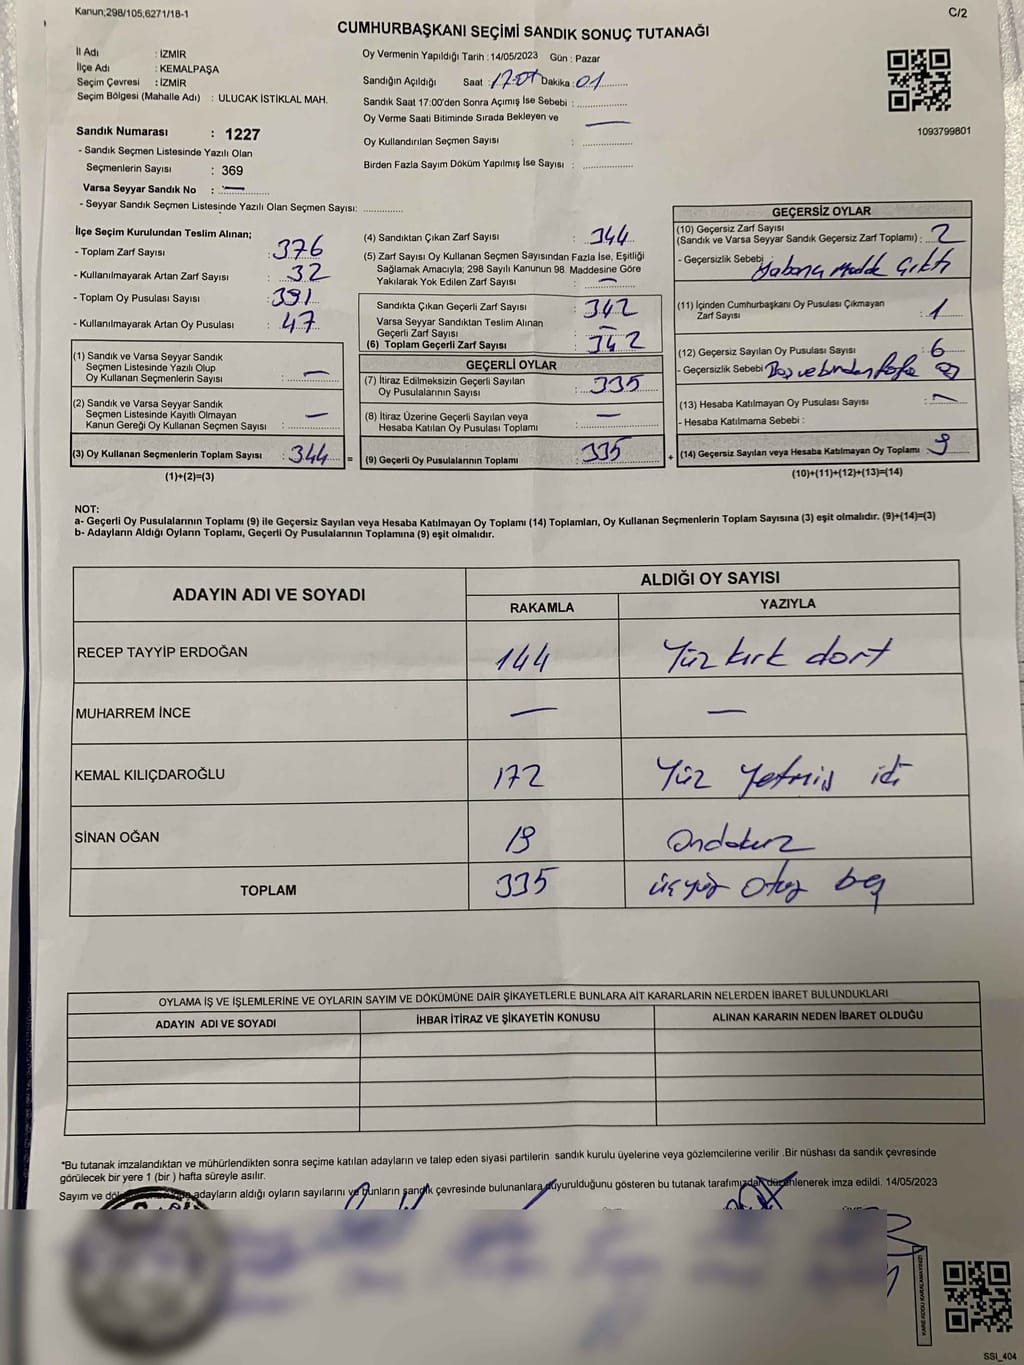 Kanun;298/105;6271/18-1
C/2
CUMHURBAŞKANI SEÇİMİ SANDIK SONUÇ TUTANAĞI
İl Adı : İZMİR
İlçe Adı : KEMALPAŞA
Seçim Çevresi : İZMİR
Seçim Bölgesi (Mahalle Adı) : ULUCAK İSTİKLAL MAH.
Oy Vermenin Yapıldığı Tarih : 14/05/2023 Gün : Pazar
Sandığın Açıldığı Saat : Dakika : 01
Sandık Saat 17:00'den Sonra Açımış İse Sebebi :
Oy Verme Saati Bitiminde Sırada Bekleyen ve
Oy Kullandırılan Seçmen Sayısı : —
Birden Fazla Sayım Döküm Yapılmış İse Sayısı :
1093799801
Sandık Numarası : 1227
- Sandık Seçmen Listesinde Yazılı Olan
Seçmenlerin Sayısı : 369
Varsa Seyyar Sandık No : —
- Seyyar Sandık Seçmen Listesinde Yazılı Olan Seçmen Sayısı:
İlçe Seçim Kurulundan Teslim Alınan;
- Toplam Zarf Sayısı : 376
- Kullanılmayarak Artan Zarf Sayısı : 32
- Toplam Oy Pusulası Sayısı : 391
- Kullanılmayarak Artan Oy Pusulası : 47
(1) Sandık ve Varsa Seyyar Sandık
Seçmen Listesinde Yazılı Olup
Oy Kullanan Seçmenlerin Sayısı : —
(2) Sandık ve Varsa Seyyar Sandık
Seçmen Listesinde Kayıtlı Olmayan
Kanun Gereği Oy Kullanan Seçmen Sayısı : —
(3) Oy Kullanan Seçmenlerin Toplam Sayısı : 344 =
(1)+(2)=(3)
(4) Sandıktan Çıkan Zarf Sayısı : 344
(5) Zarf Sayısı Oy Kullanan Seçmen Sayısından Fazla İse, Eşitliği
Sağlamak Amacıyla; 298 Sayılı Kanunun 98. Maddesine Göre
Yakılarak Yok Edilen Zarf Sayısı : —
Sandıkta Çıkan Geçerli Zarf Sayısı : 342
Varsa Seyyar Sandıktan Teslim Alınan
Geçerli Zarf Sayısı : —
(6) Toplam Geçerli Zarf Sayısı : 342
GEÇERLİ OYLAR
(7) İtiraz Edilmeksizin Geçerli Sayılan
Oy Pusulalarının Sayısı : 335
(8) İtiraz Üzerine Geçerli Sayılan veya
Hesaba Katılan Oy Pusulası Toplamı : —
(9) Geçerli Oy Pusulalarının Toplamı : 335 +
GEÇERSİZ OYLAR
(10) Geçersiz Zarf Sayısı
(Sandık ve Varsa Seyyar Sandık Geçersiz Zarf Toplamı) : 2
- Geçersizlik Sebebi : Yabancı Madde Çıktı
(11) İçinden Cumhurbaşkanı Oy Pusulası Çıkmayan
Zarf Sayısı : 1
(12) Geçersiz Sayılan Oy Pusulası Sayısı : 6
- Geçersizlik Sebebi : Boş ve birden fazla
(13) Hesaba Katılmayan Oy Pusulası Sayısı : —
- Hesaba Katılmama Sebebi :
(14) Geçersiz Sayılan veya Hesaba Katılmayan Oy Toplamı : 9
(10)+(11)+(12)+(13)=(14)
NOT:
a- Geçerli Oy Pusulalarının Toplamı (9) ile Geçersiz Sayılan veya Hesaba Katılmayan Oy Toplamı (14) Toplamları, Oy Kullanan Seçmenlerin Toplam Sayısına (3) eşit olmalıdır. (9)+(14)=(3)
b- Adayların Aldığı Oyların Toplamı, Geçerli Oy Pusulalarının Toplamına (9) eşit olmalıdır.
ADAYIN ADI VE SOYADI
ALDIĞI OY SAYISI
RAKAMLA YAZIYLA
RECEP TAYYİP ERDOĞAN 144 Yüz kırk dort
MUHARREM İNCE — —
KEMAL KILIÇDAROĞLU 172 Yüz Yetmiş iki
SİNAN OĞAN 19 Ondokuz
TOPLAM 335 üçyüz otuz beş
OYLAMA İŞ VE İŞLEMLERİNE VE OYLARIN SAYIM VE DÖKÜMÜNE DAİR ŞİKAYETLERLE BUNLARA AİT KARARLARIN NELERDEN İBARET BULUNDUKLARI
ADAYIN ADI VE SOYADI İHBAR İTİRAZ VE ŞİKAYETİN KONUSU ALINAN KARARIN NEDEN İBARET OLDUĞU
*Bu tutanak imzalandıktan ve mühürlendikten sonra seçime katılan adayların ve talep eden siyasi partilerin sandık kurulu üyelerine veya gözlemcilerine verilir .Bir nüshası da sandık çevresinde
görülecek bir yere 1 (bir ) hafta süreyle asılır.
Sayım ve adayların aldığı oyların sayılarını ve bunların sandık çevresinde bulunanlara duyurulduğunu gösteren bu tutanak tarafımızdan düzenlenerek imza edildi. 14/05/2023
KARE KODU KARALAMAYINIZ!
SSİ_404